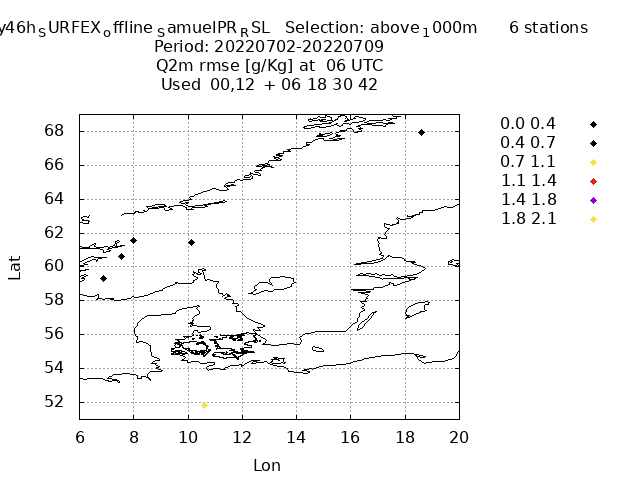 y46hSURFEXoffline SamuelPRRSL Selection: above1000m 6 stations
Period: 20220702-20220709
Q2m rmse [g/Kg] at 06 UTC
Used 00,12 + 06 18 30 42
68
66
64
62
60
58
56
54
52
6 8 10 12 14 16 18 20
Lat
Lon
0.0 0.4
0.4 0.7
0.7 1.1
1.1 1.4
1.4 1.8
1.8 2.1